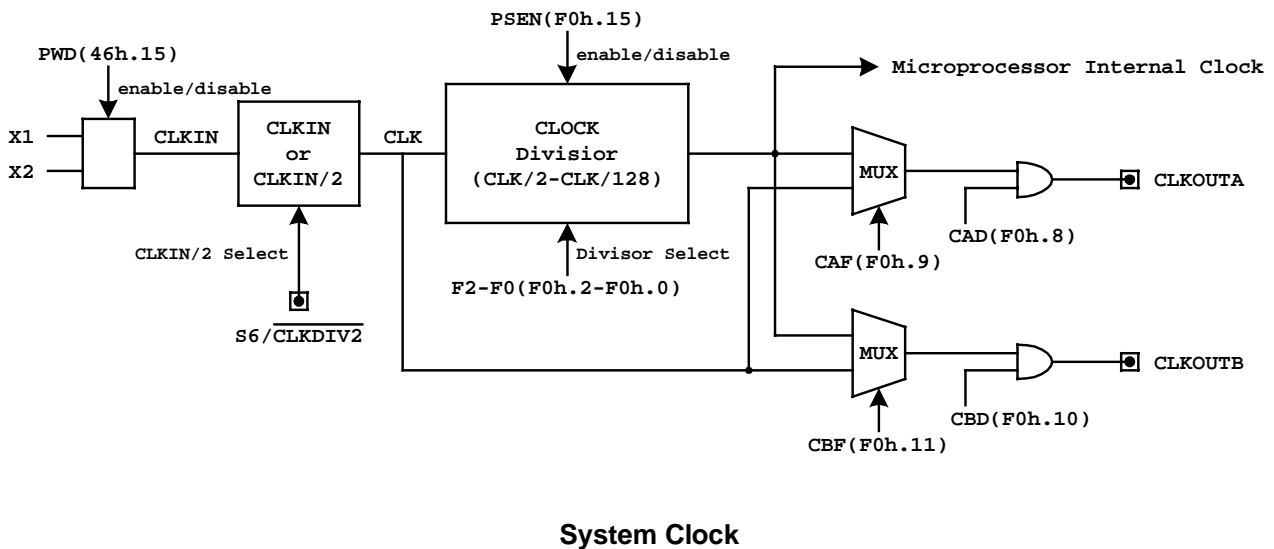 PSEN(F0h.15)
enable/disable
PWD(46h.15)
enable/disable
X1
X2
CLKIN
CLKIN
or
CLKIN/2
CLK
CLOCK
Divisior
(CLK/2-CLK/128)
Microprocessor Internal Clock
MUX
CLKOUTA
CAD(F0h.8)
CAF(F0h.9)
CLKIN/2 Select
Divisor Select
F2-F0(F0h.2-F0h.0)
S6/CLKDIV2
MUX
CLKOUTB
CBD(F0h.10)
CBF(F0h.11)
System Clock